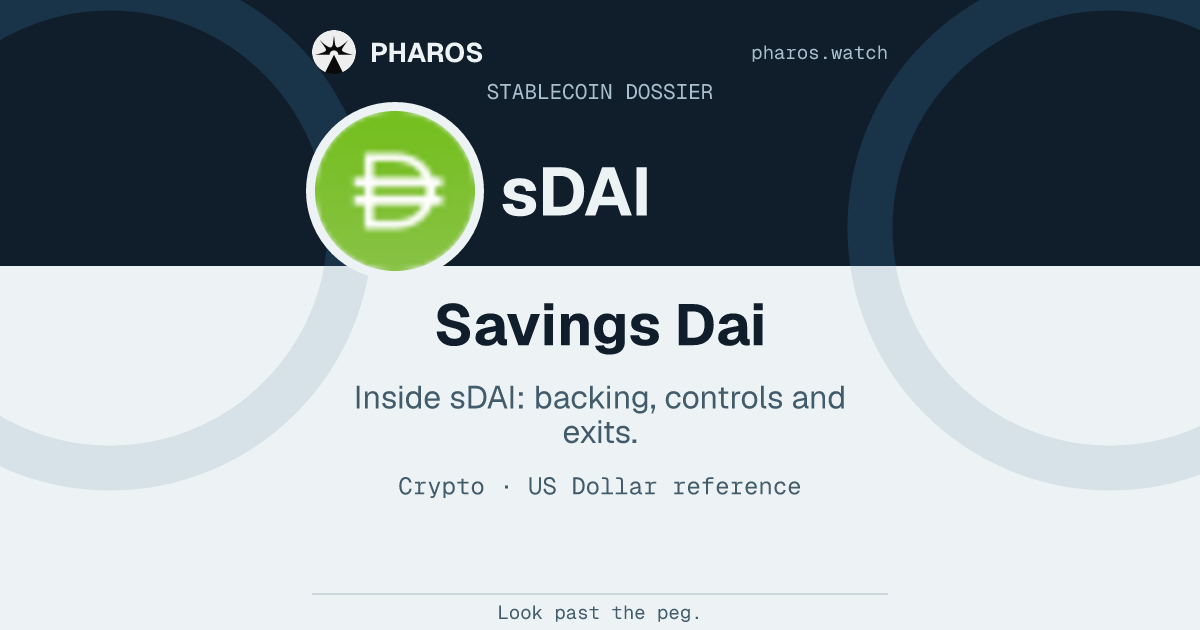 PHAROS
pharos.watch
STABLECOIN DOSSIER
sDAI
Savings Dai
Inside sDAI: backing, controls and
exits.
Crypto · US Dollar reference
Look past the peg.